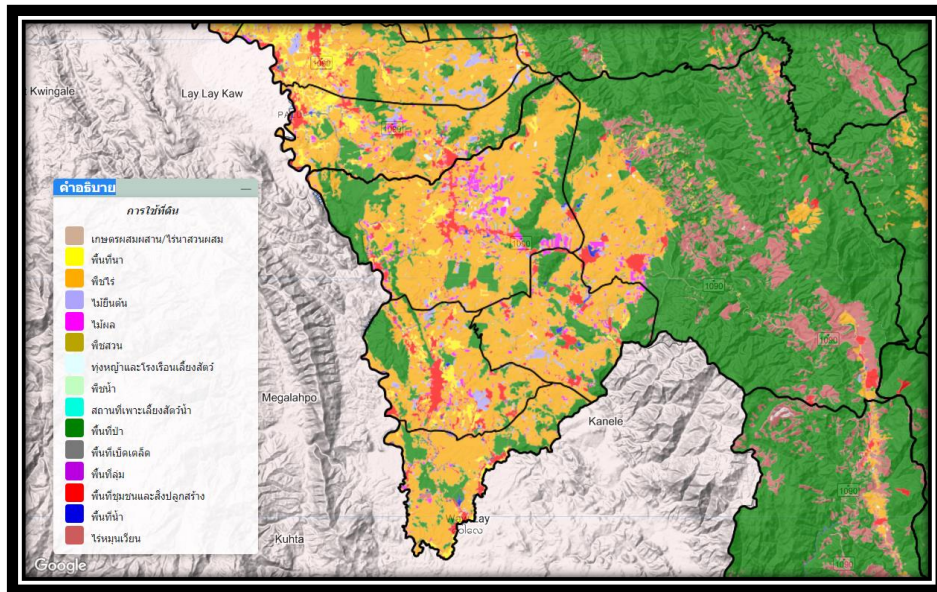 Kwingale
Lay Lay Kaw
1090
1090
คำอธิบาย
การใช้ที่ดิน
เกษตรผสมผสาน/ไร่นาสวนผสม
พื้นที่นา
พืชไร่
ไม้ยืนต้น
ไม้ผล
พืชสวน
ทุ่งหญ้าและโรงเรือนเลี้ยงสัตว์
พืชน้ำ
สถานที่เพาะเลี้ยงสัตว์น้ำ
พื้นที่ป่า
พื้นที่เบ็ดเตล็ด
พื้นที่ลุ่ม
พื้นที่ชุมชนและสิ่งปลูกสร้าง
พื้นที่น้ำ
ไร่หมุนเวียน
1090
1090
1090
Megalahpo
Kanele
1090
Lay
Kuhta
1090
Google